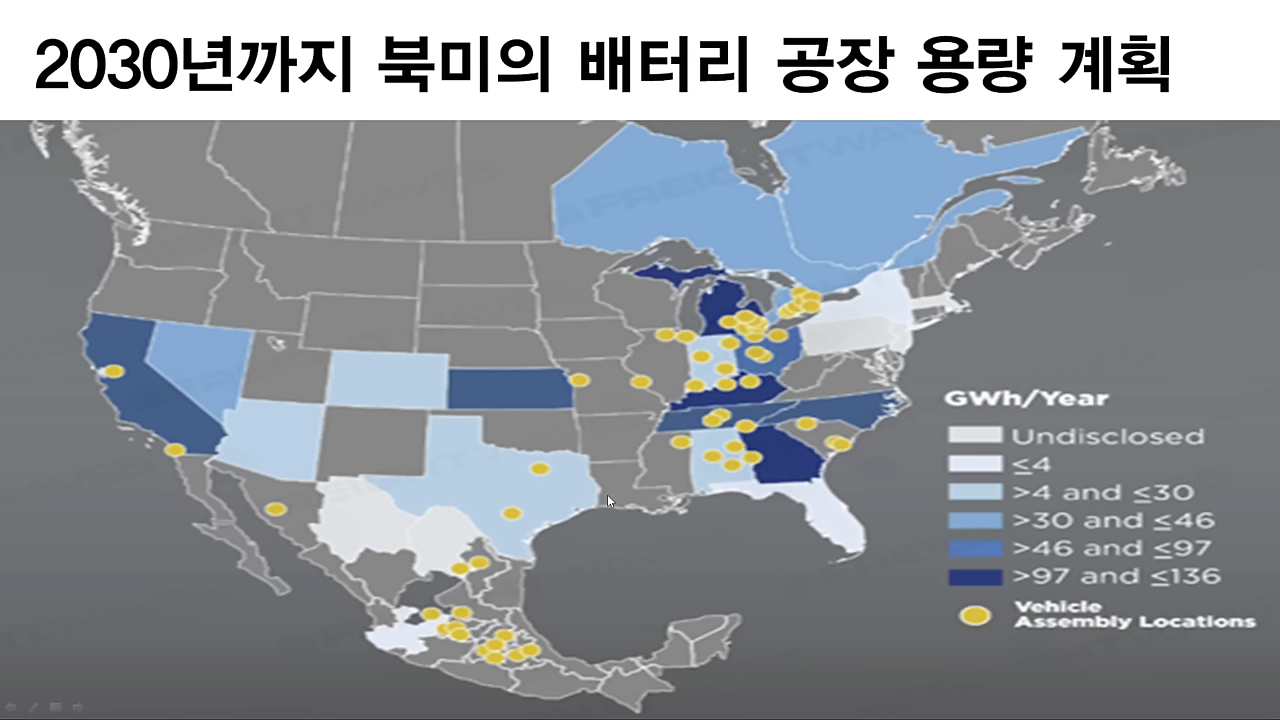 2030년까지 북미의 배터리 공장 용량 계획
GWh/Year
Undisclosed
≤4
>4 and ≤30
>30 and ≤46
>46 and ≤97
>97 and ≤136
Vehicle
Assembly Locations
FREIGHTWAVES